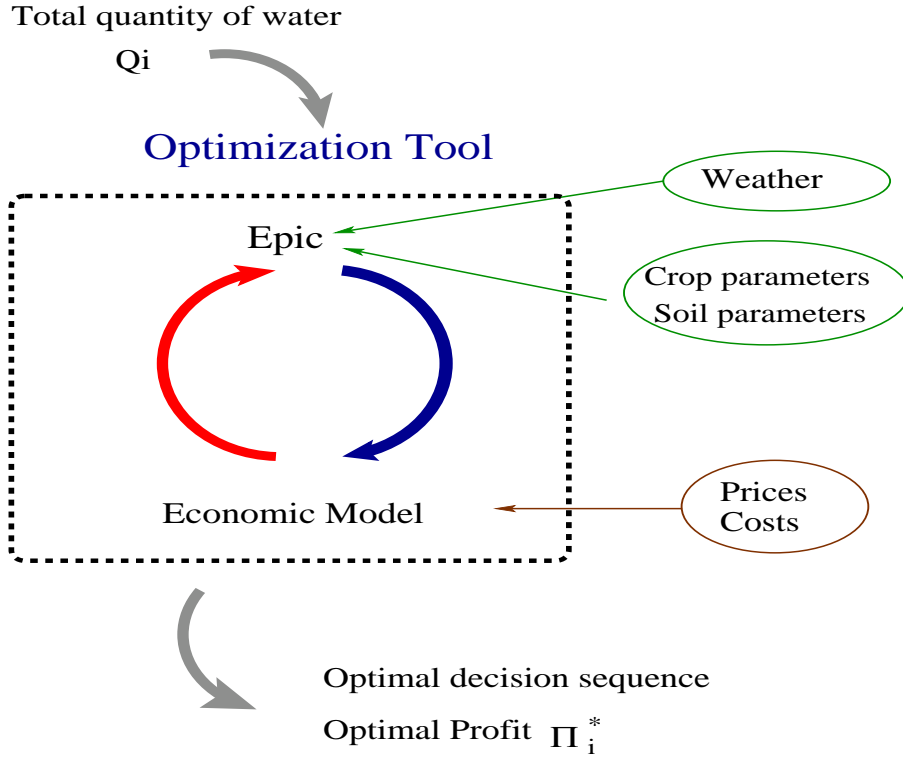 Total quantity of water
Qi
Optimization Tool
Weather
Epic
Crop parameters
Soil parameters
Prices
Costs
Economic Model
Optimal decision sequence
Optimal Profit Π*i